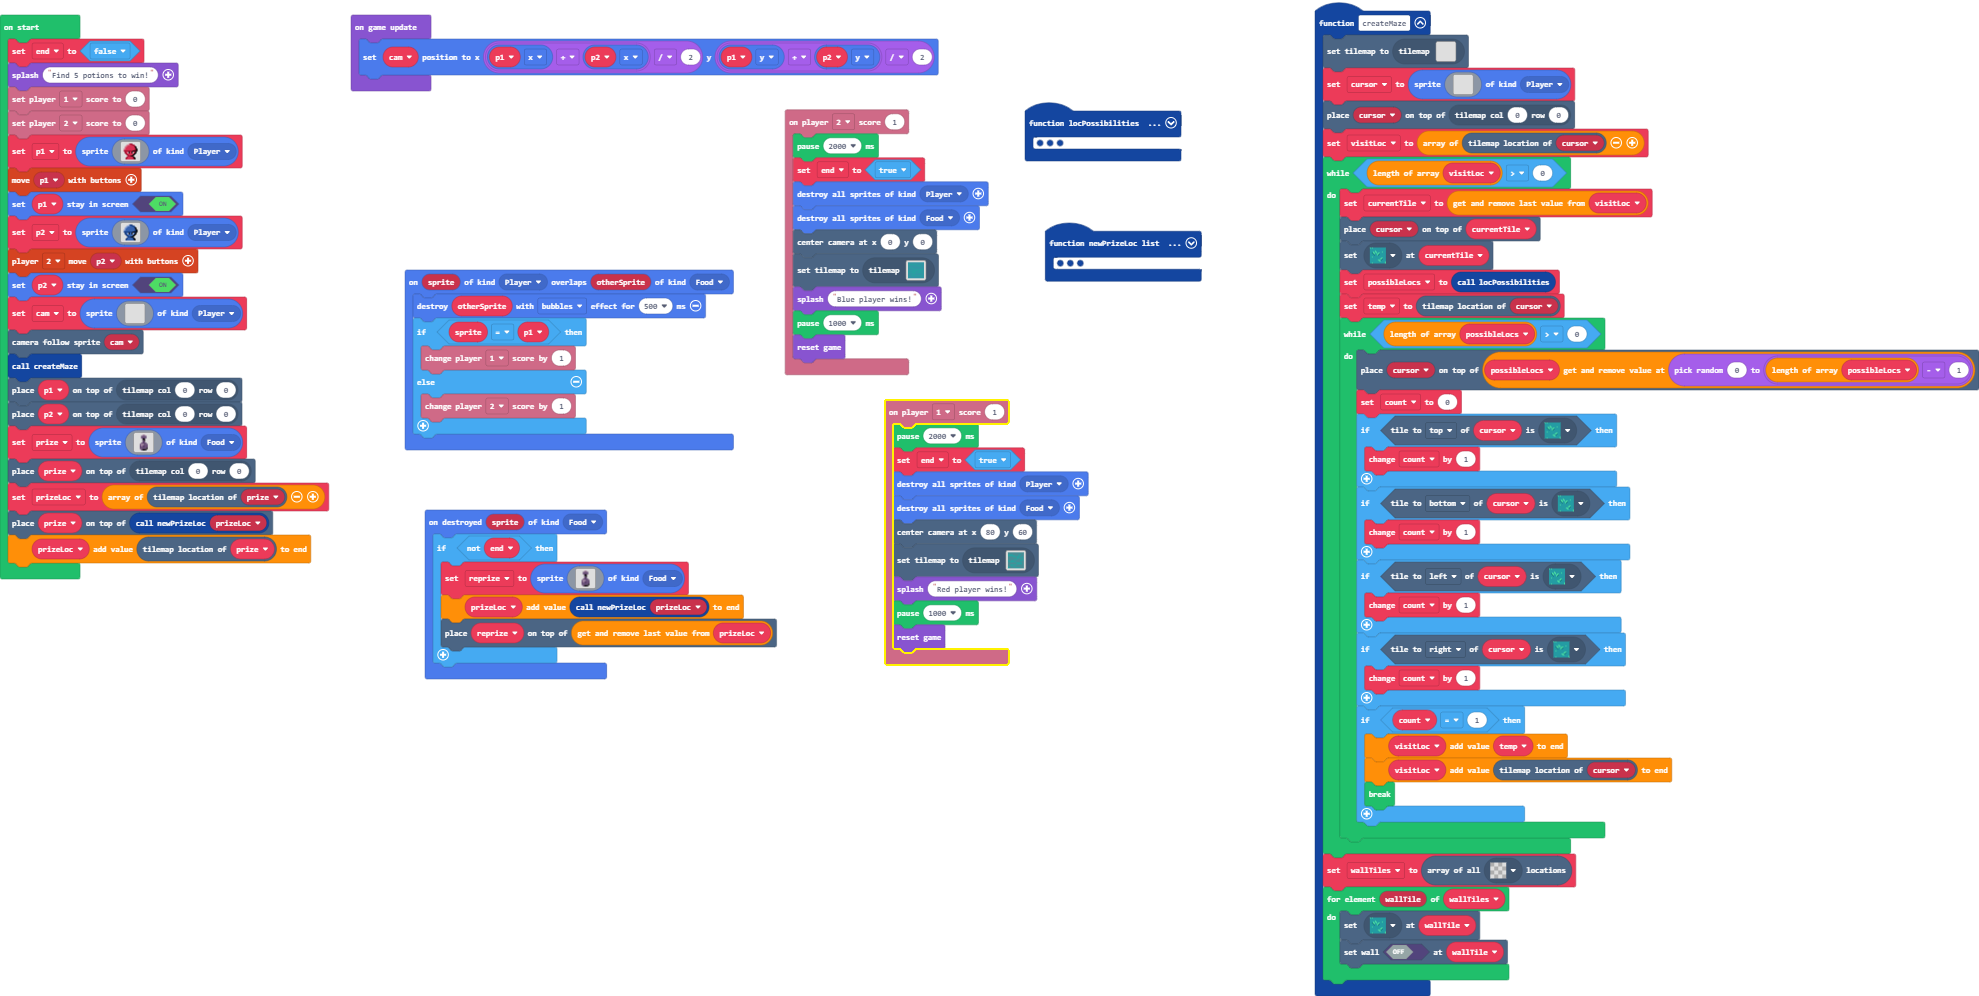 on start
set end to false
splash "Find 5 potions to win!"
set player 1 score to 0
set player 2 score to 0
set p1 to sprite of kind Player
move p1 with buttons
set p1 stay in screen ON
set p2 to sprite of kind Player
player 2 move p2 with buttons
set p2 stay in screen ON
set cam to sprite of kind Player
camera follow sprite cam
call createMaze
place p1 on top of tilemap col 0 row 0
place p2 on top of tilemap col 0 row 0
set prize to sprite of kind Food
place prize on top of tilemap col 0 row 0
set prizeLoc to array of tilemap location of prize
place prize on top of call newPrizeLoc prizeLoc
prizeLoc add value tilemap location of prize to end
on game update
set cam position to x p1 x + p2 x / 2 y p1 y + p2 y / 2
on sprite of kind Player overlaps otherSprite of kind Food
destroy otherSprite with bubbles effect for 500 ms
if sprite = p1 then
change player 1 score by 1
else
change player 2 score by 1
on destroyed sprite of kind Food
if not end then
set reprize to sprite of kind Food
prizeLoc add value call newPrizeLoc prizeLoc to end
place reprize on top of get and remove last value from prizeLoc
on player 2 score 1
pause 2000 ms
set end to true
destroy all sprites of kind Player
destroy all sprites of kind Food
center camera at x 0 y 0
set tilemap to tilemap
splash "Blue player wins!"
pause 1000 ms
reset game
on player 1 score 1
pause 2000 ms
set end to true
destroy all sprites of kind Player
destroy all sprites of kind Food
center camera at x 80 y 60
set tilemap to tilemap
splash "Red player wins!"
pause 1000 ms
reset game
function locPossibilities ...
function newPrizeLoc list ...
function createMaze
set tilemap to tilemap
set cursor to sprite of kind Player
place cursor on top of tilemap col 0 row 0
set visitLoc to array of tilemap location of cursor
while length of array visitLoc > 0
do
set currentTile to get and remove last value from visitLoc
place cursor on top of currentTile
set at currentTile
set possibleLocs to call locPossibilities
set temp to tilemap location of cursor
while length of array possibleLocs > 0
do
place cursor on top of possibleLocs get and remove value at pick random 0 to length of array possibleLocs - 1
set count to 0
if tile to top of cursor is then
change count by 1
if tile to bottom of cursor is then
change count by 1
if tile to left of cursor is then
change count by 1
if tile to right of cursor is then
change count by 1
if count = 1 then
visitLoc add value temp to end
visitLoc add value tilemap location of cursor to end
break
set wallTiles to array of all locations
for element wallTile of wallTiles
do
set at wallTile
set wall OFF at wallTile